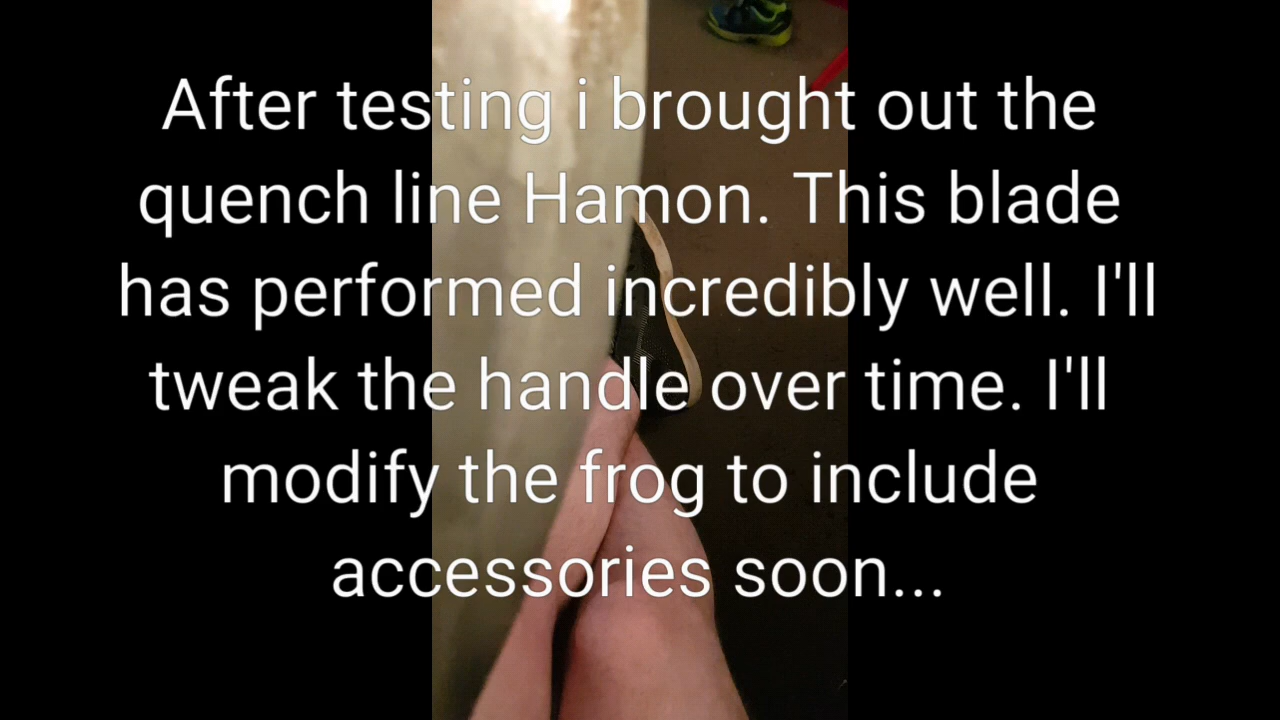 After testing i brought out the
quench line Hamon. This blade
has performed incredibly well. I'll
tweak the handle over time. I'll
modify the frog to include
accessories soon...